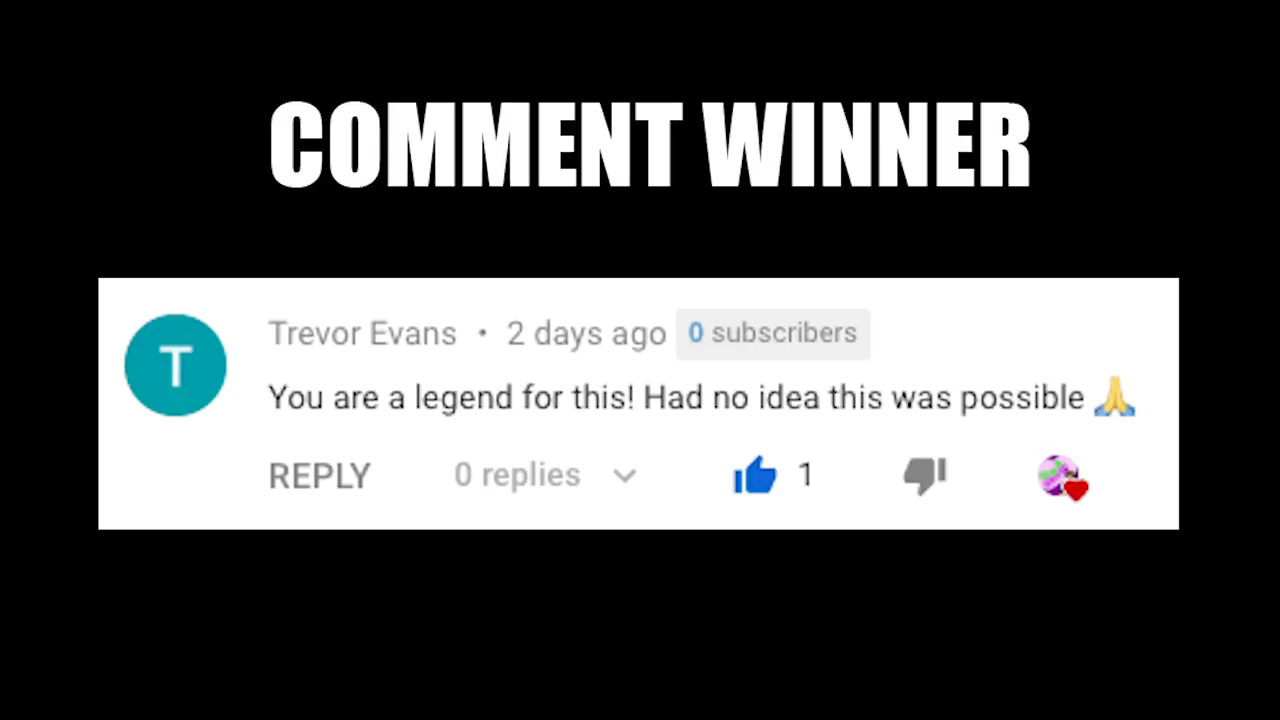 COMMENT WINNER
T
Trevor Evans • 2 days ago 0 subscribers
You are a legend for this! Had no idea this was possible 🙏
REPLY 0 replies 1